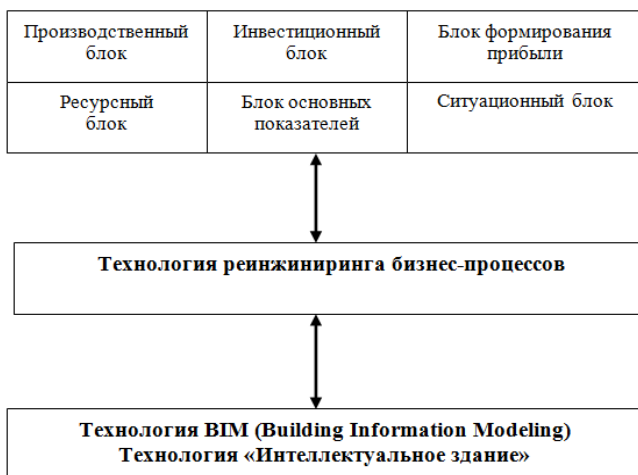 Производственный
блок
Инвестиционный
блок
Блок формирования
прибыли
Ресурсный
блок
Блок основных
показателей
Ситуационный блок
Технология реинжиниринга бизнес-процессов
Технология BIM (Building Information Modeling)
Технология «Интеллектуальное здание»